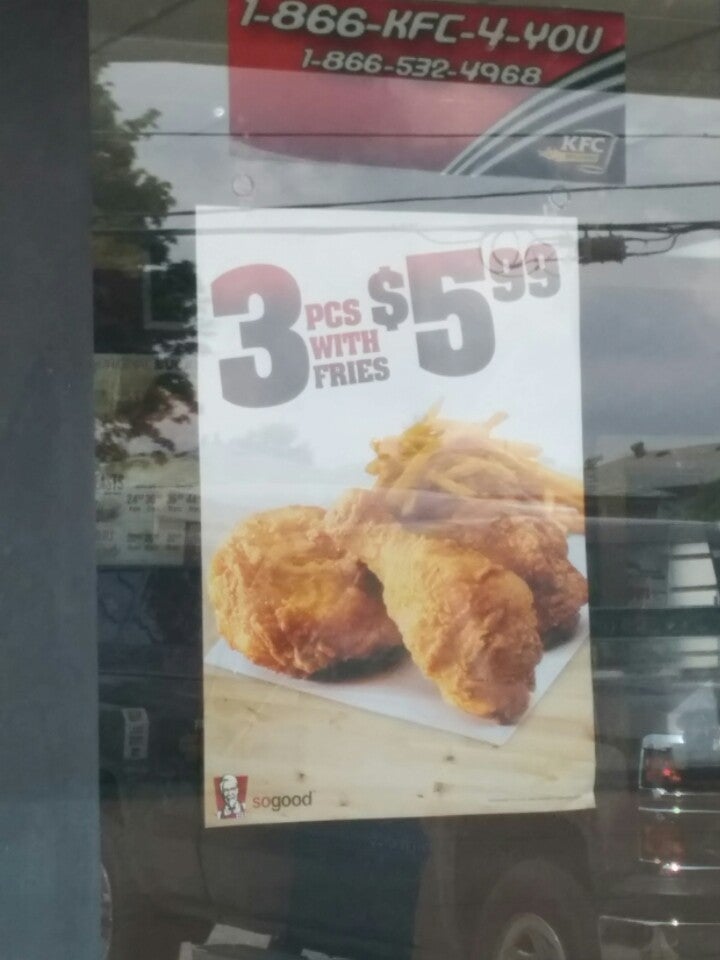 1-866-KFC-4-YOU
1-866-532-4968
KFC
3 PCS WITH FRIES $5.99
sogood